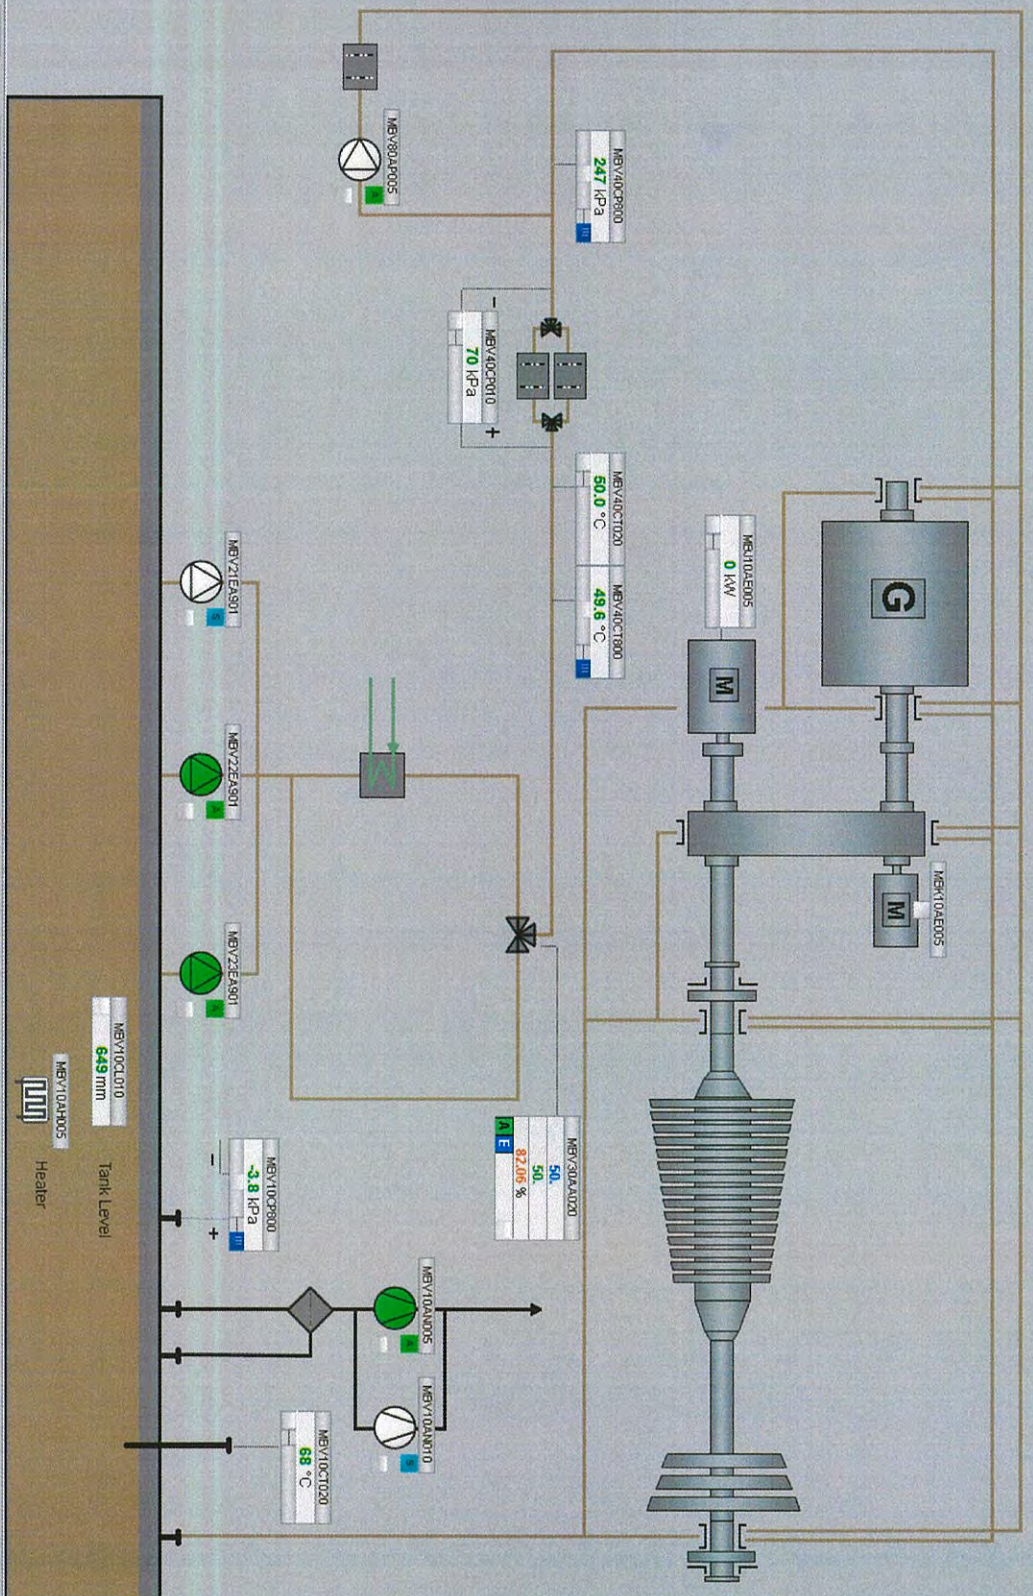 MBK10AE005
M
G
MBJ10AE005
0 kW
M
MBV40CP800
247 kPa
MBV40CT020
50.0 °C
MBV40CT800
49.6 °C
MBV30AA020
50.
50.
82.06 %
A E
− MBV40CP010 +
70 kPa
MBV10AN005
A
MBV10AN010
S
MBV80AP005
A
MBV10CT020
68 °C
MBV10CP800
-3.8 kPa
− +
MBV21EA901
S
MBV22EA901
A
MBV23EA901
A
MBV10CL010
649 mm
Tank Level
MBV10AH005
Heater